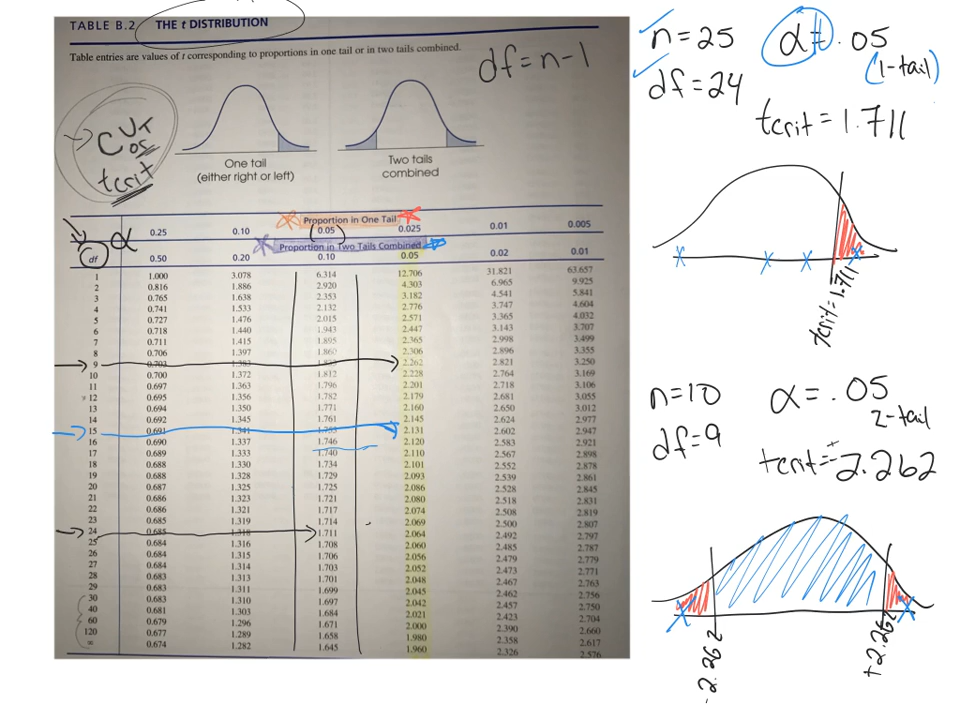 TABLE B.2 THE t DISTRIBUTION
Table entries are values of t corresponding to proportions in one tail or in two tails combined.
df=n-1
CUT
OFF
tcrit
One tail
(either right or left)
Two tails
combined
Proportion in One Tail
α 0.25 0.10 0.05 0.025 0.01 0.005
Proportion in Two Tails Combined
df 0.50 0.20 0.10 0.05 0.02 0.01
1 1.000 3.078 6.314 12.706 31.821 63.657
2 0.816 1.886 2.920 4.303 6.965 9.925
3 0.765 1.638 2.353 3.182 4.541 5.841
4 0.741 1.533 2.132 2.776 3.747 4.604
5 0.727 1.476 2.015 2.571 3.365 4.032
6 0.718 1.440 1.943 2.447 3.143 3.707
7 0.711 1.415 1.895 2.365 2.998 3.499
8 0.706 1.397 1.860 2.306 2.896 3.355
9 0.703 1.383 1.833 2.262 2.821 3.250
10 0.700 1.372 1.812 2.228 2.764 3.169
11 0.697 1.363 1.796 2.201 2.718 3.106
12 0.695 1.356 1.782 2.179 2.681 3.055
13 0.694 1.350 1.771 2.160 2.650 3.012
14 0.692 1.345 1.761 2.145 2.624 2.977
15 0.691 1.341 1.753 2.131 2.602 2.947
16 0.690 1.337 1.746 2.120 2.583 2.921
17 0.689 1.333 1.740 2.110 2.567 2.898
18 0.688 1.330 1.734 2.101 2.552 2.878
19 0.688 1.328 1.729 2.093 2.539 2.861
20 0.687 1.325 1.725 2.086 2.528 2.845
21 0.686 1.323 1.721 2.080 2.518 2.831
22 0.686 1.321 1.717 2.074 2.508 2.819
23 0.685 1.319 1.714 2.069 2.500 2.807
24 0.685 1.318 1.711 2.064 2.492 2.797
25 0.684 1.316 1.708 2.060 2.485 2.787
26 0.684 1.315 1.706 2.056 2.479 2.779
27 0.684 1.314 1.703 2.052 2.473 2.771
28 0.683 1.313 1.701 2.048 2.467 2.763
29 0.683 1.311 1.699 2.045 2.462 2.756
30 0.683 1.310 1.697 2.042 2.457 2.750
40 0.681 1.303 1.684 2.021 2.423 2.704
60 0.679 1.296 1.671 2.000 2.390 2.660
120 0.677 1.289 1.658 1.980 2.358 2.617
∞ 0.674 1.282 1.645 1.960 2.326 2.576
n=25 α=.05
(1-tail)
df=24
tcrit=1.711
tcrit=1.711
n=10 α=.05
2-tail
df=9
tcrit=±2.262
-2.262
+2.262